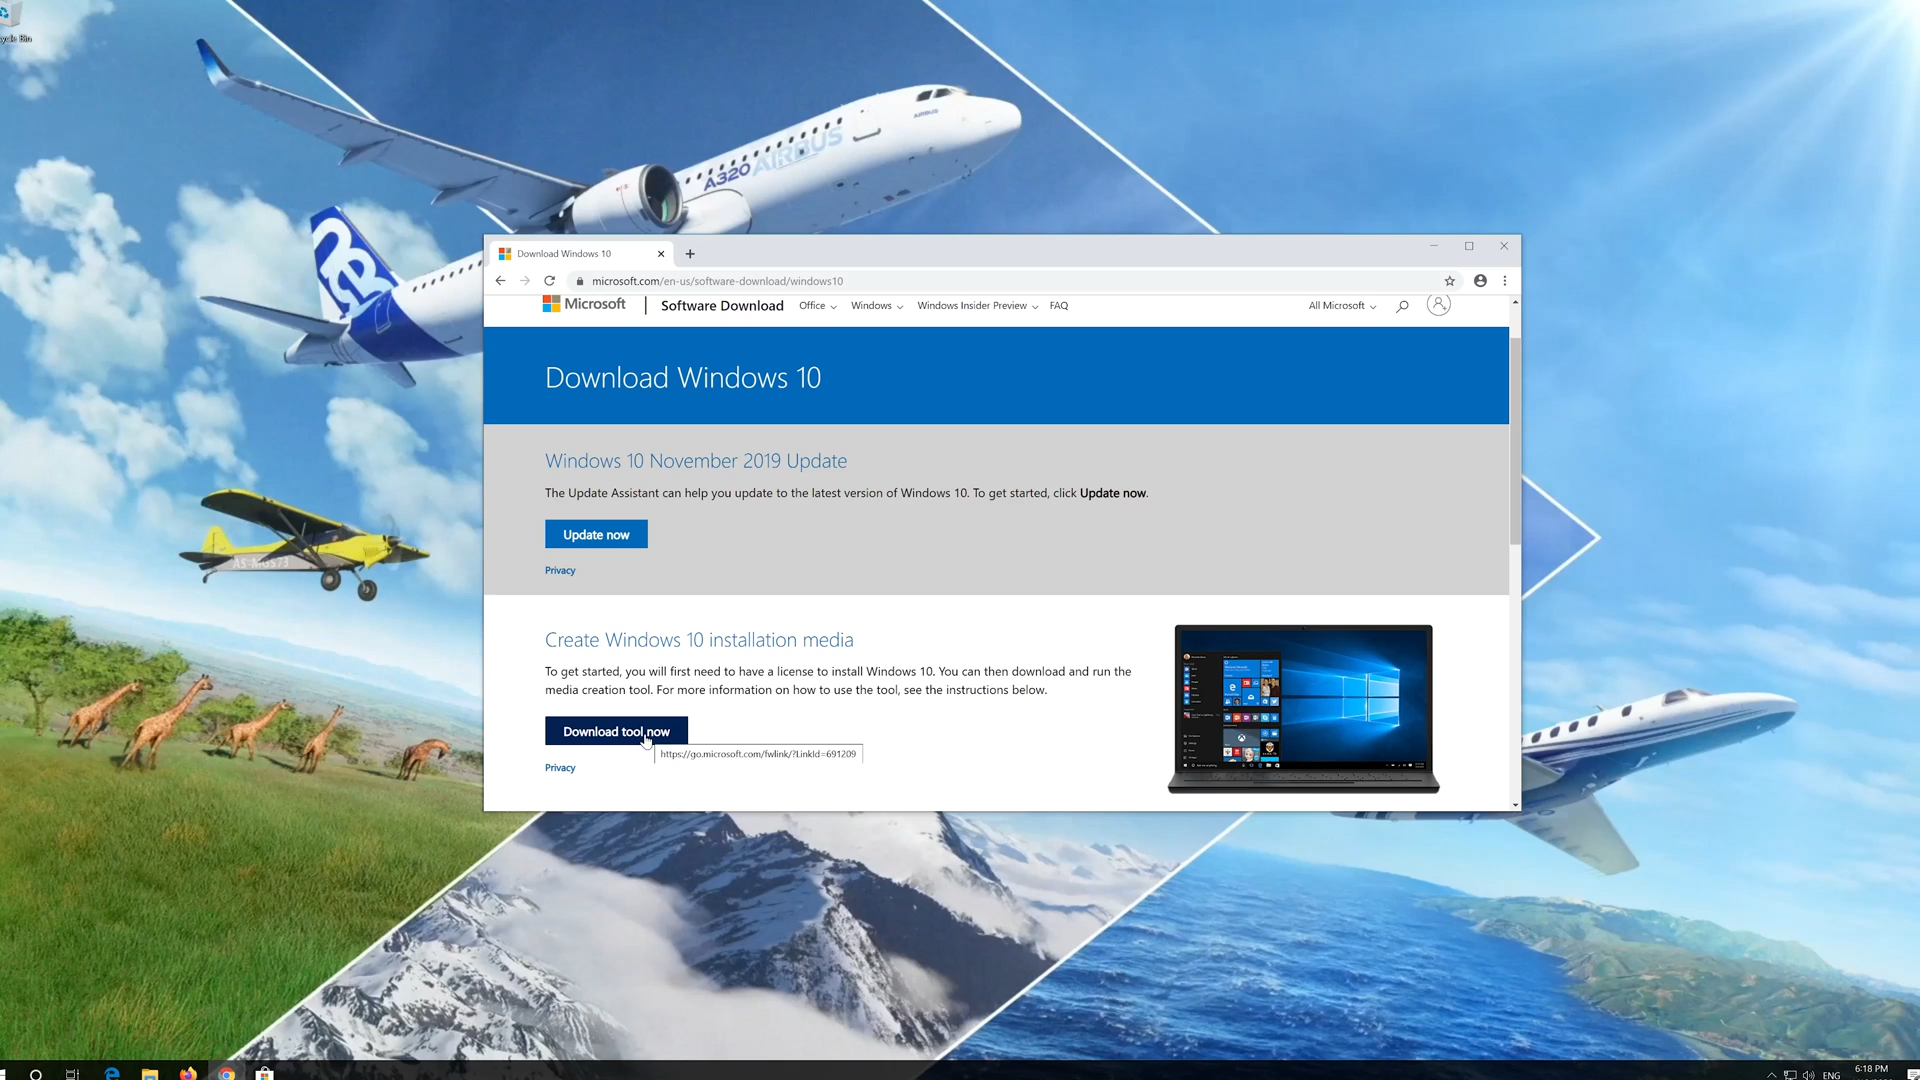 cycle Bin
AIRBUS
A320 AIRBUS
AS-MGS73
Download Windows 10
microsoft.com/en-us/software-download/windows10
Microsoft
Software Download
Office
Windows
Windows Insider Preview
FAQ
All Microsoft
Download Windows 10
Windows 10 November 2019 Update
The Update Assistant can help you update to the latest version of Windows 10. To get started, click Update now.
Update now
Privacy
Create Windows 10 installation media
To get started, you will first need to have a license to install Windows 10. You can then download and run the
media creation tool. For more information on how to use the tool, see the instructions below.
Download tool now
https://go.microsoft.com/fwlink/?LinkId=691209
Privacy
ENG
6:18 PM